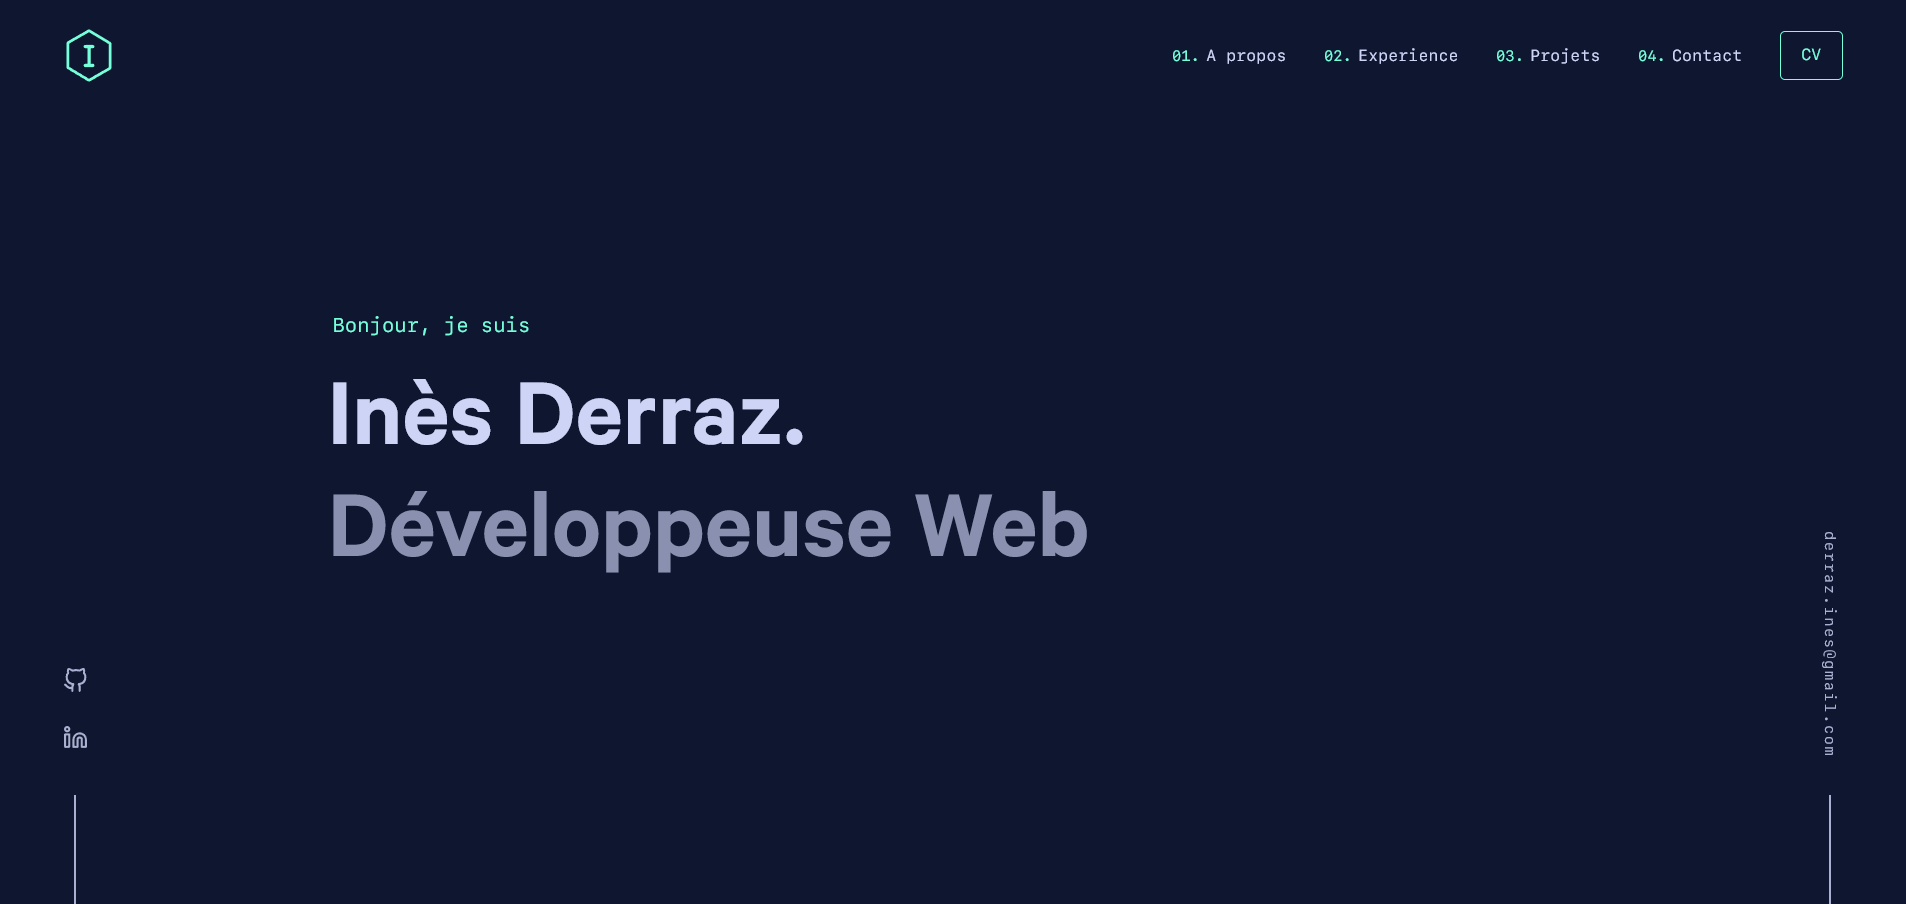 I
01. A propos 02. Experience 03. Projets 04. Contact CV
Bonjour, je suis
Inès Derraz.
Développeuse Web
derraz.ines@gmail.com
in